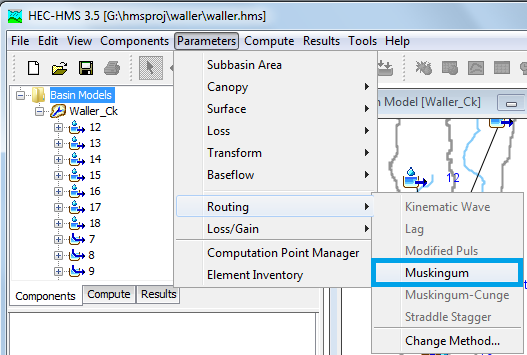 HEC-HMS 3.5 [G:\hmsproj\waller\waller.hms]
File Edit View Components Parameters Compute Results Tools Help
Basin Models
Waller_Ck
12
13
14
15
16
17
18
7
8
9
Components Compute Results
Subbasin Area
Canopy
Surface
Loss
Transform
Baseflow
Routing
Loss/Gain
Computation Point Manager
Element Inventory
Model [Waller_Ck]
12
Kinematic Wave
Lag
Modified Puls
Muskingum
Muskingum-Cunge
Straddle Stagger
Change Method...